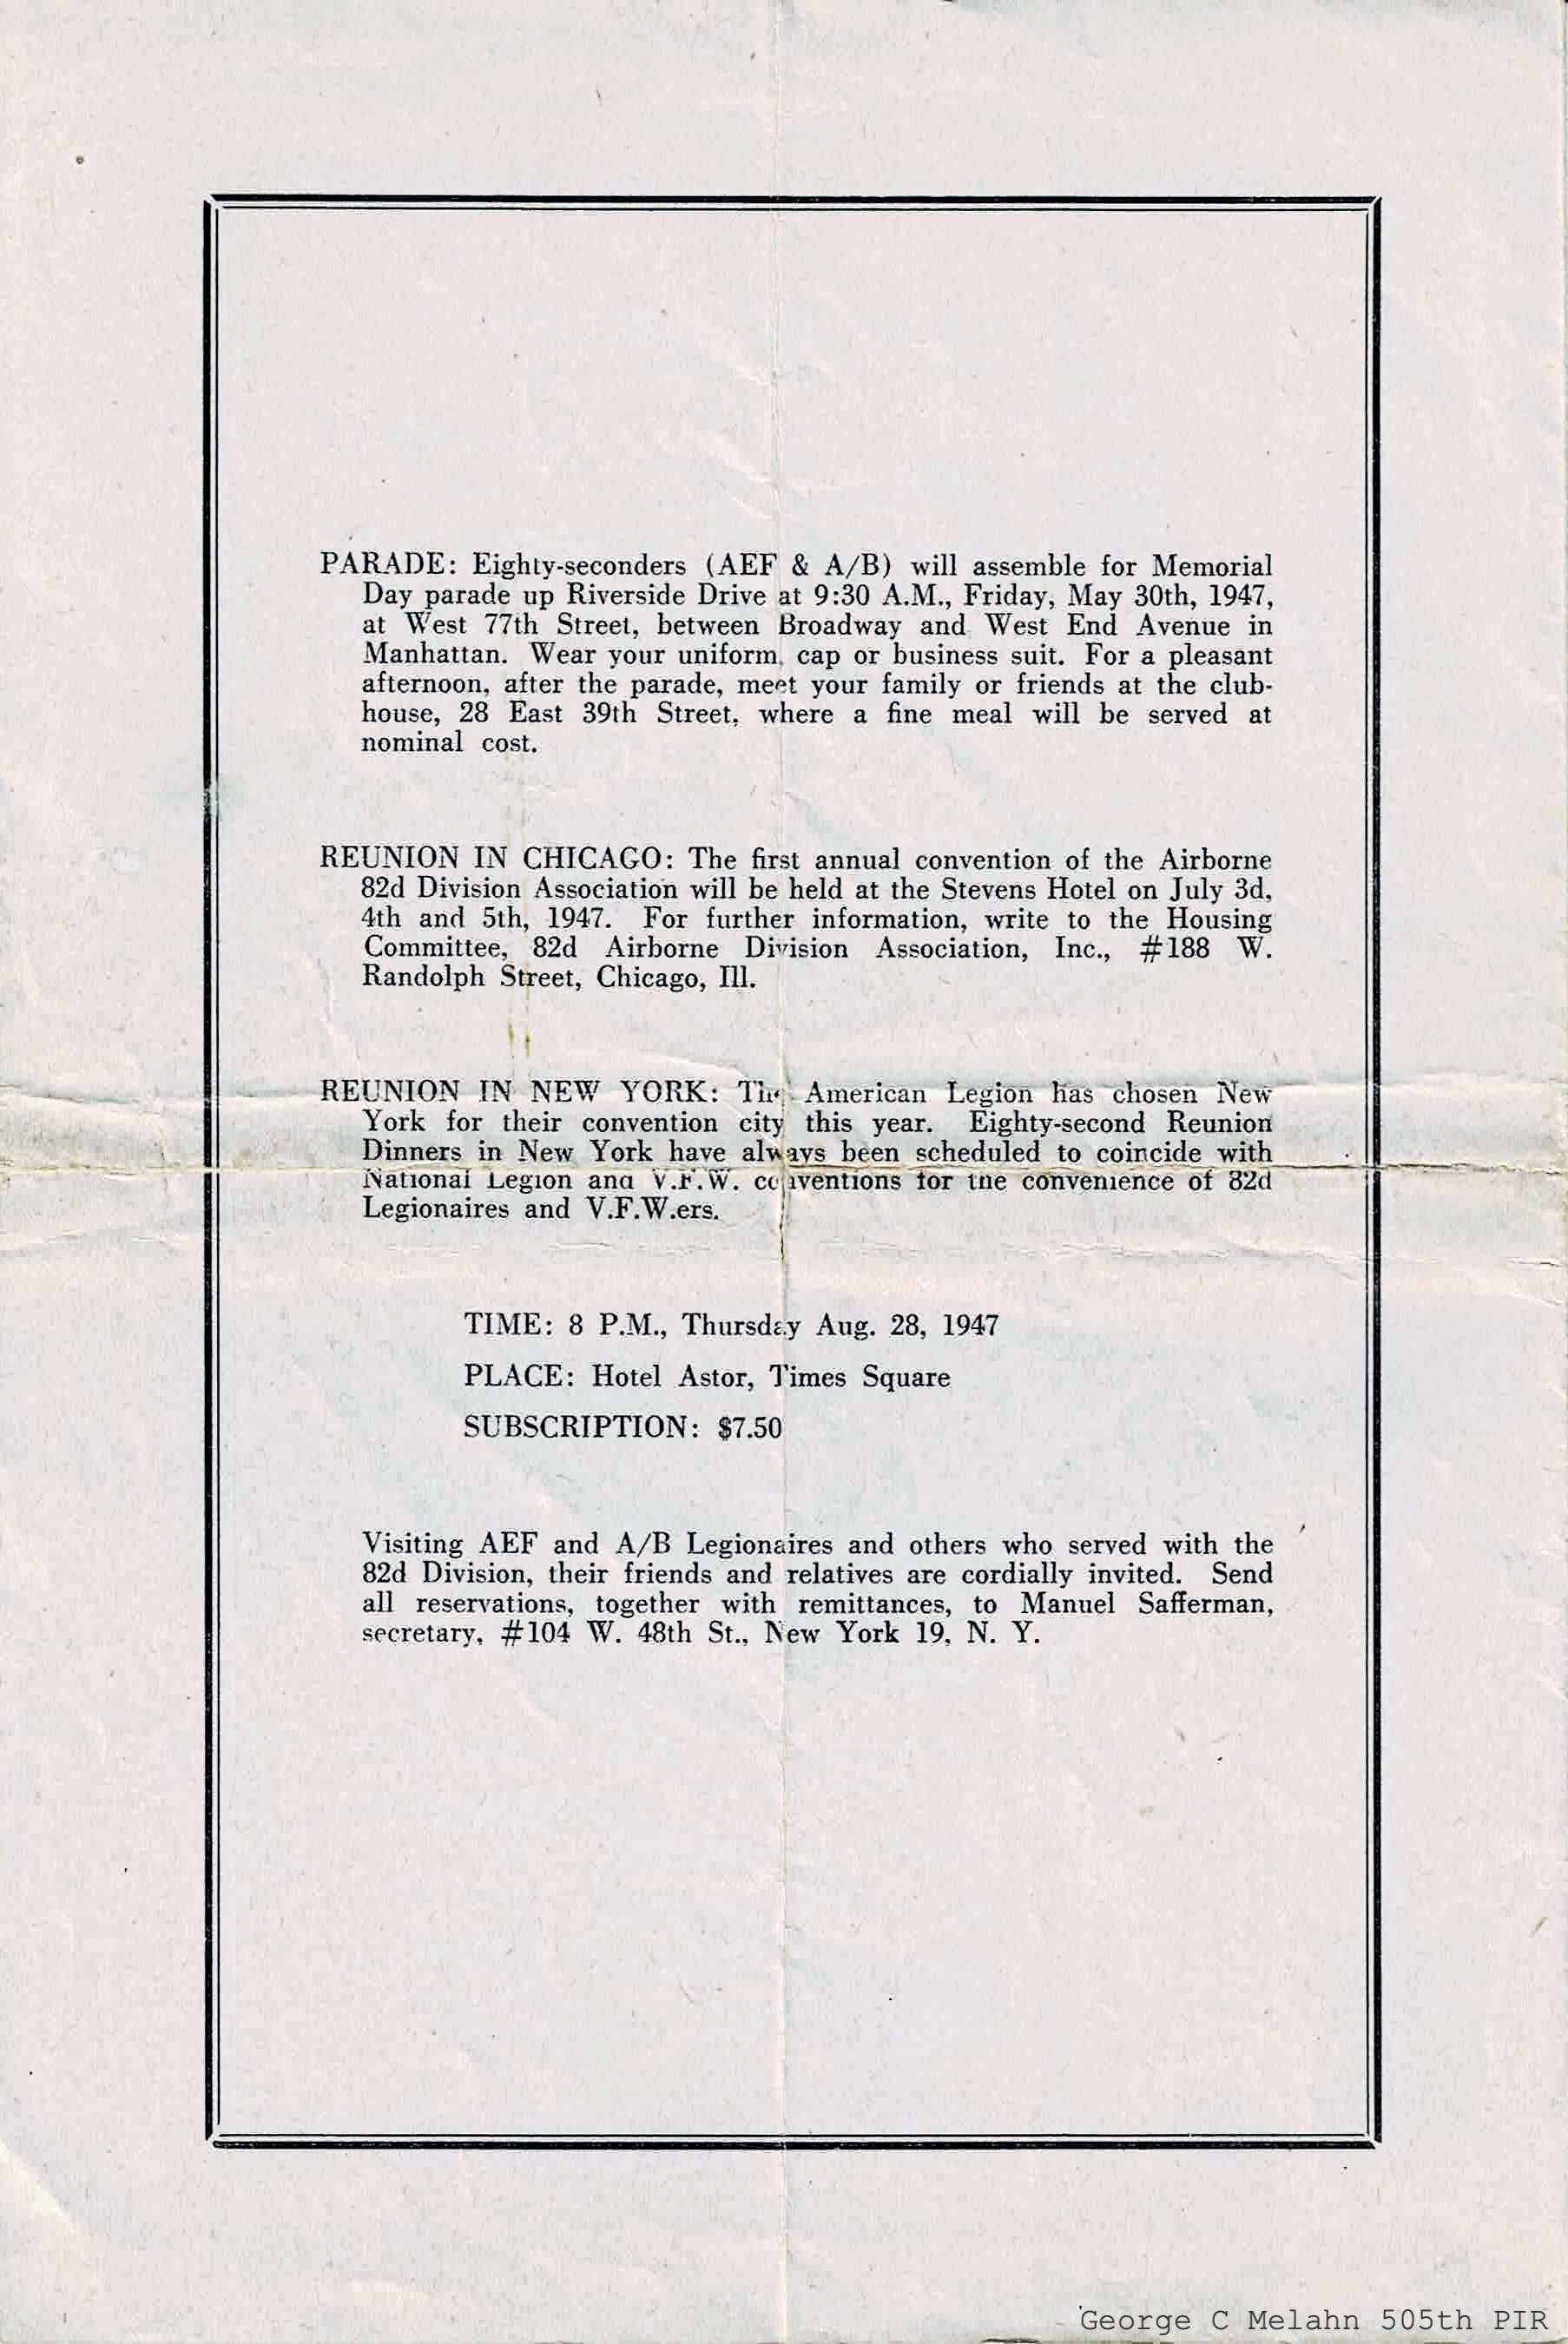 PARADE: Eighty-seconders (AEF & A/B) will assemble for Memorial
Day parade up Riverside Drive at 9:30 A.M., Friday, May 30th, 1947,
at West 77th Street, between Broadway and West End Avenue in
Manhattan. Wear your uniform, cap or business suit. For a pleasant
afternoon, after the parade, meet your family or friends at the club-
house, 28 East 39th Street, where a fine meal will be served at
nominal cost.
REUNION IN CHICAGO: The first annual convention of the Airborne
82d Division Association will be held at the Stevens Hotel on July 3d,
4th and 5th, 1947. For further information, write to the Housing
Committee, 82d Airborne Division Association, Inc., #188 W.
Randolph Street, Chicago, Ill.
REUNION IN NEW YORK: The American Legion has chosen New
York for their convention city this year. Eighty-second Reunion
Dinners in New York have always been scheduled to coincide with
National Legion and V.F.W. conventions for the convenience of 82d
Legionaires and V.F.W.ers.
TIME: 8 P.M., Thursday Aug. 28, 1947
PLACE: Hotel Astor, Times Square
SUBSCRIPTION: $7.50
Visiting AEF and A/B Legionaires and others who served with the
82d Division, their friends and relatives are cordially invited. Send
all reservations, together with remittances, to Manuel Safferman,
secretary, #104 W. 48th St., New York 19, N. Y.
George C Melahn 505th PIR